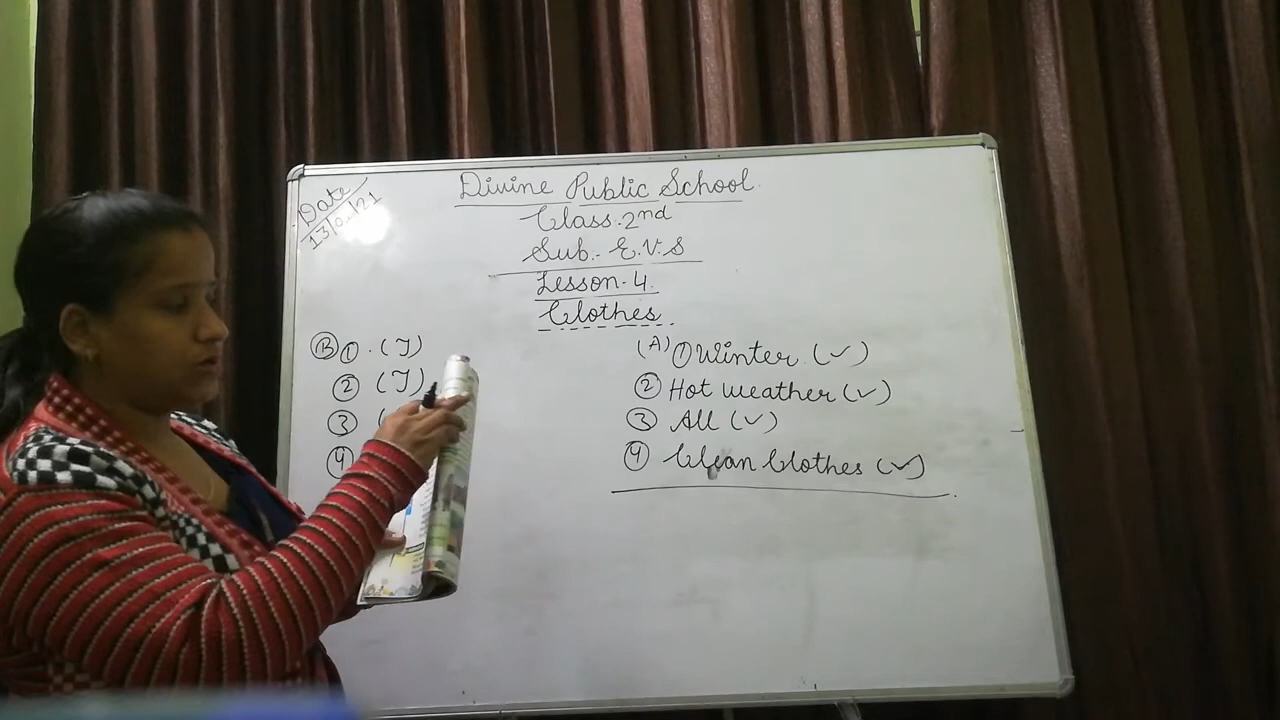 Date
13/0 /21
Divine Public School
Class. 2nd
Sub.- E.V.S
Lesson-4.
Clothes.
(B) 1. (T)
2 (T)
3 (
4
(A) 1 Winter. (✓)
2 Hot weather (✓)
3 All (✓)
4 Clean Clothes (✓)